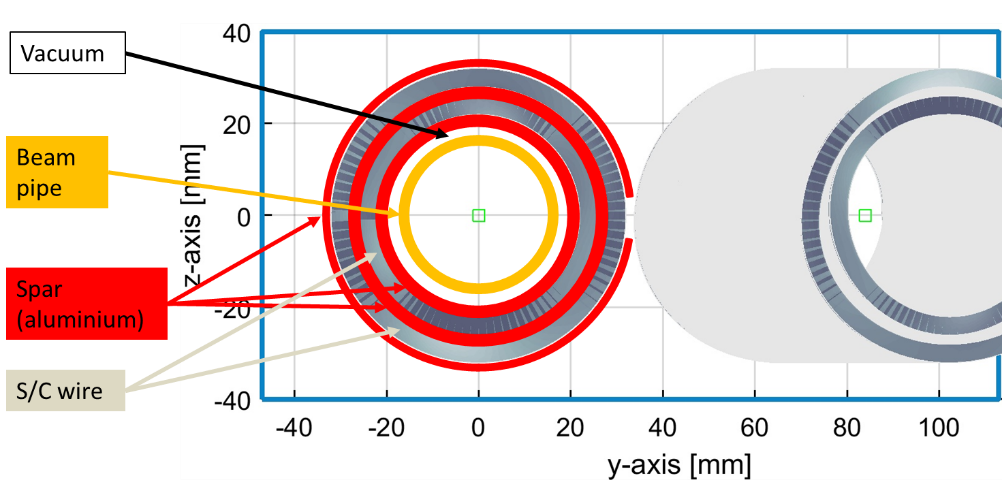 Vacuum
Beam
pipe
Spar
(aluminium)
S/C wire
z-axis [mm]
40
20
0
-20
-40
-40
-20
0
20
40
60
80
100
y-axis [mm]